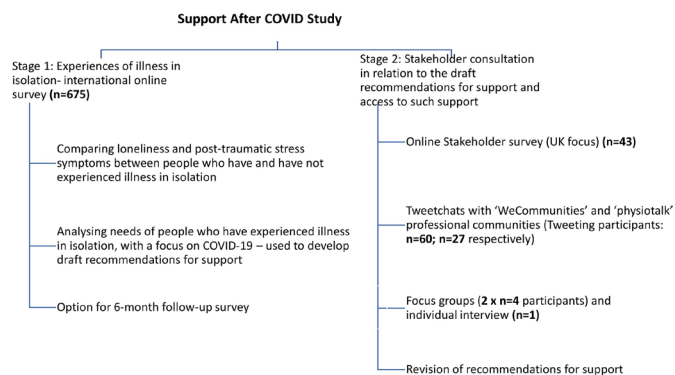 Support After COVID Study
Stage 1: Experiences of illness in
isolation- international online
survey (n=675)
Comparing loneliness and post-traumatic stress
symptoms between people who have and have not
experienced illness in isolation
Analysing needs of people who have experienced illness
in isolation, with a focus on COVID-19 – used to develop
draft recommendations for support
Option for 6-month follow-up survey
Stage 2: Stakeholder consultation
in relation to the draft
recommendations for support and
access to such support
Online Stakeholder survey (UK focus) (n=43)
Tweetchats with ‘WeCommunities’ and ‘physiotalk’
professional communities (Tweeting participants:
n=60; n=27 respectively)
Focus groups (2 x n=4 participants) and
individual interview (n=1)
Revision of recommendations for support